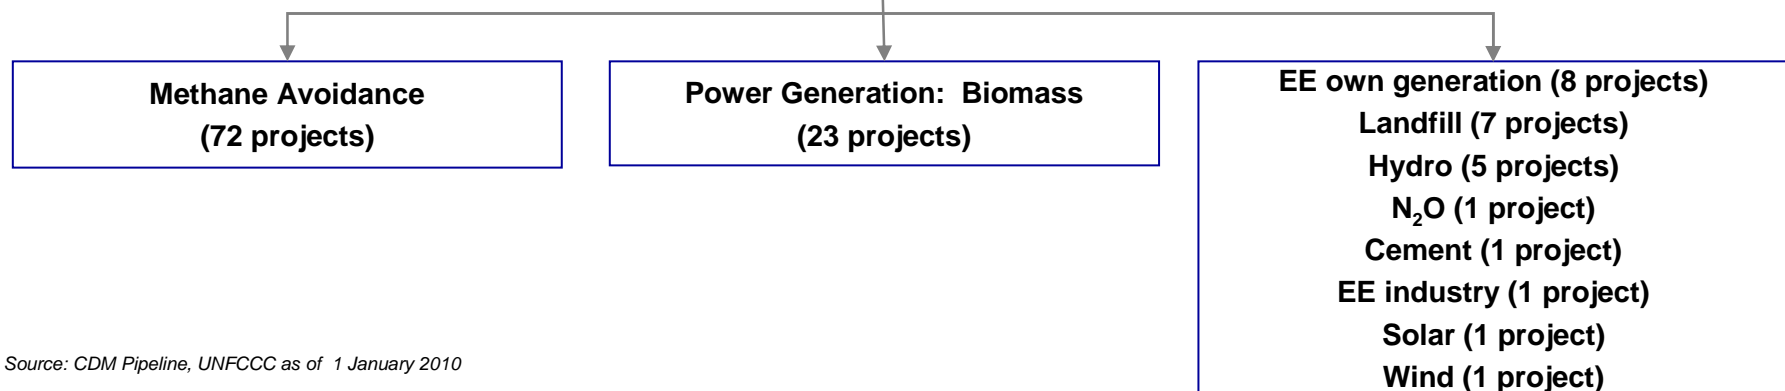 Methane Avoidance
(72 projects)
Power Generation: Biomass
(23 projects)
EE own generation (8 projects)
Landfill (7 projects)
Hydro (5 projects)
N₂O (1 project)
Cement (1 project)
EE industry (1 project)
Solar (1 project)
Wind (1 project)
Source: CDM Pipeline, UNFCCC as of 1 January 2010